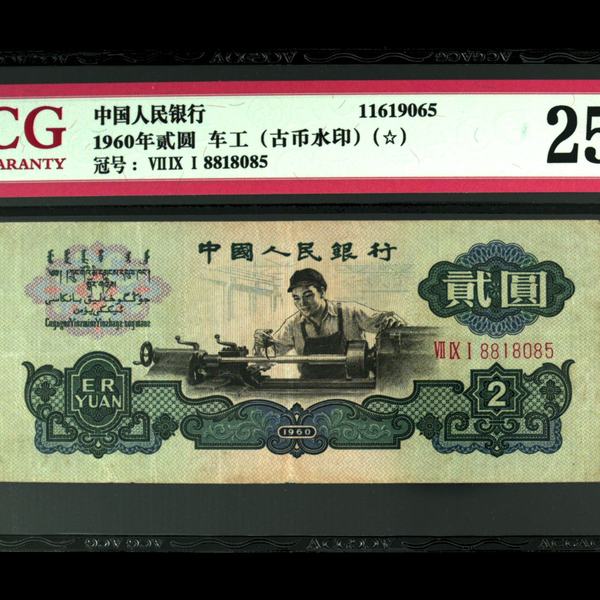 CG
ARANTY
中国人民银行
11619065
1960年贰圆 车工（古币水印）(☆)
冠号：Ⅶ Ⅸ Ⅰ 8818085
25
中國人民銀行
貳圓
Ⅶ Ⅸ Ⅰ 8818085
ER
YUAN
1960
2